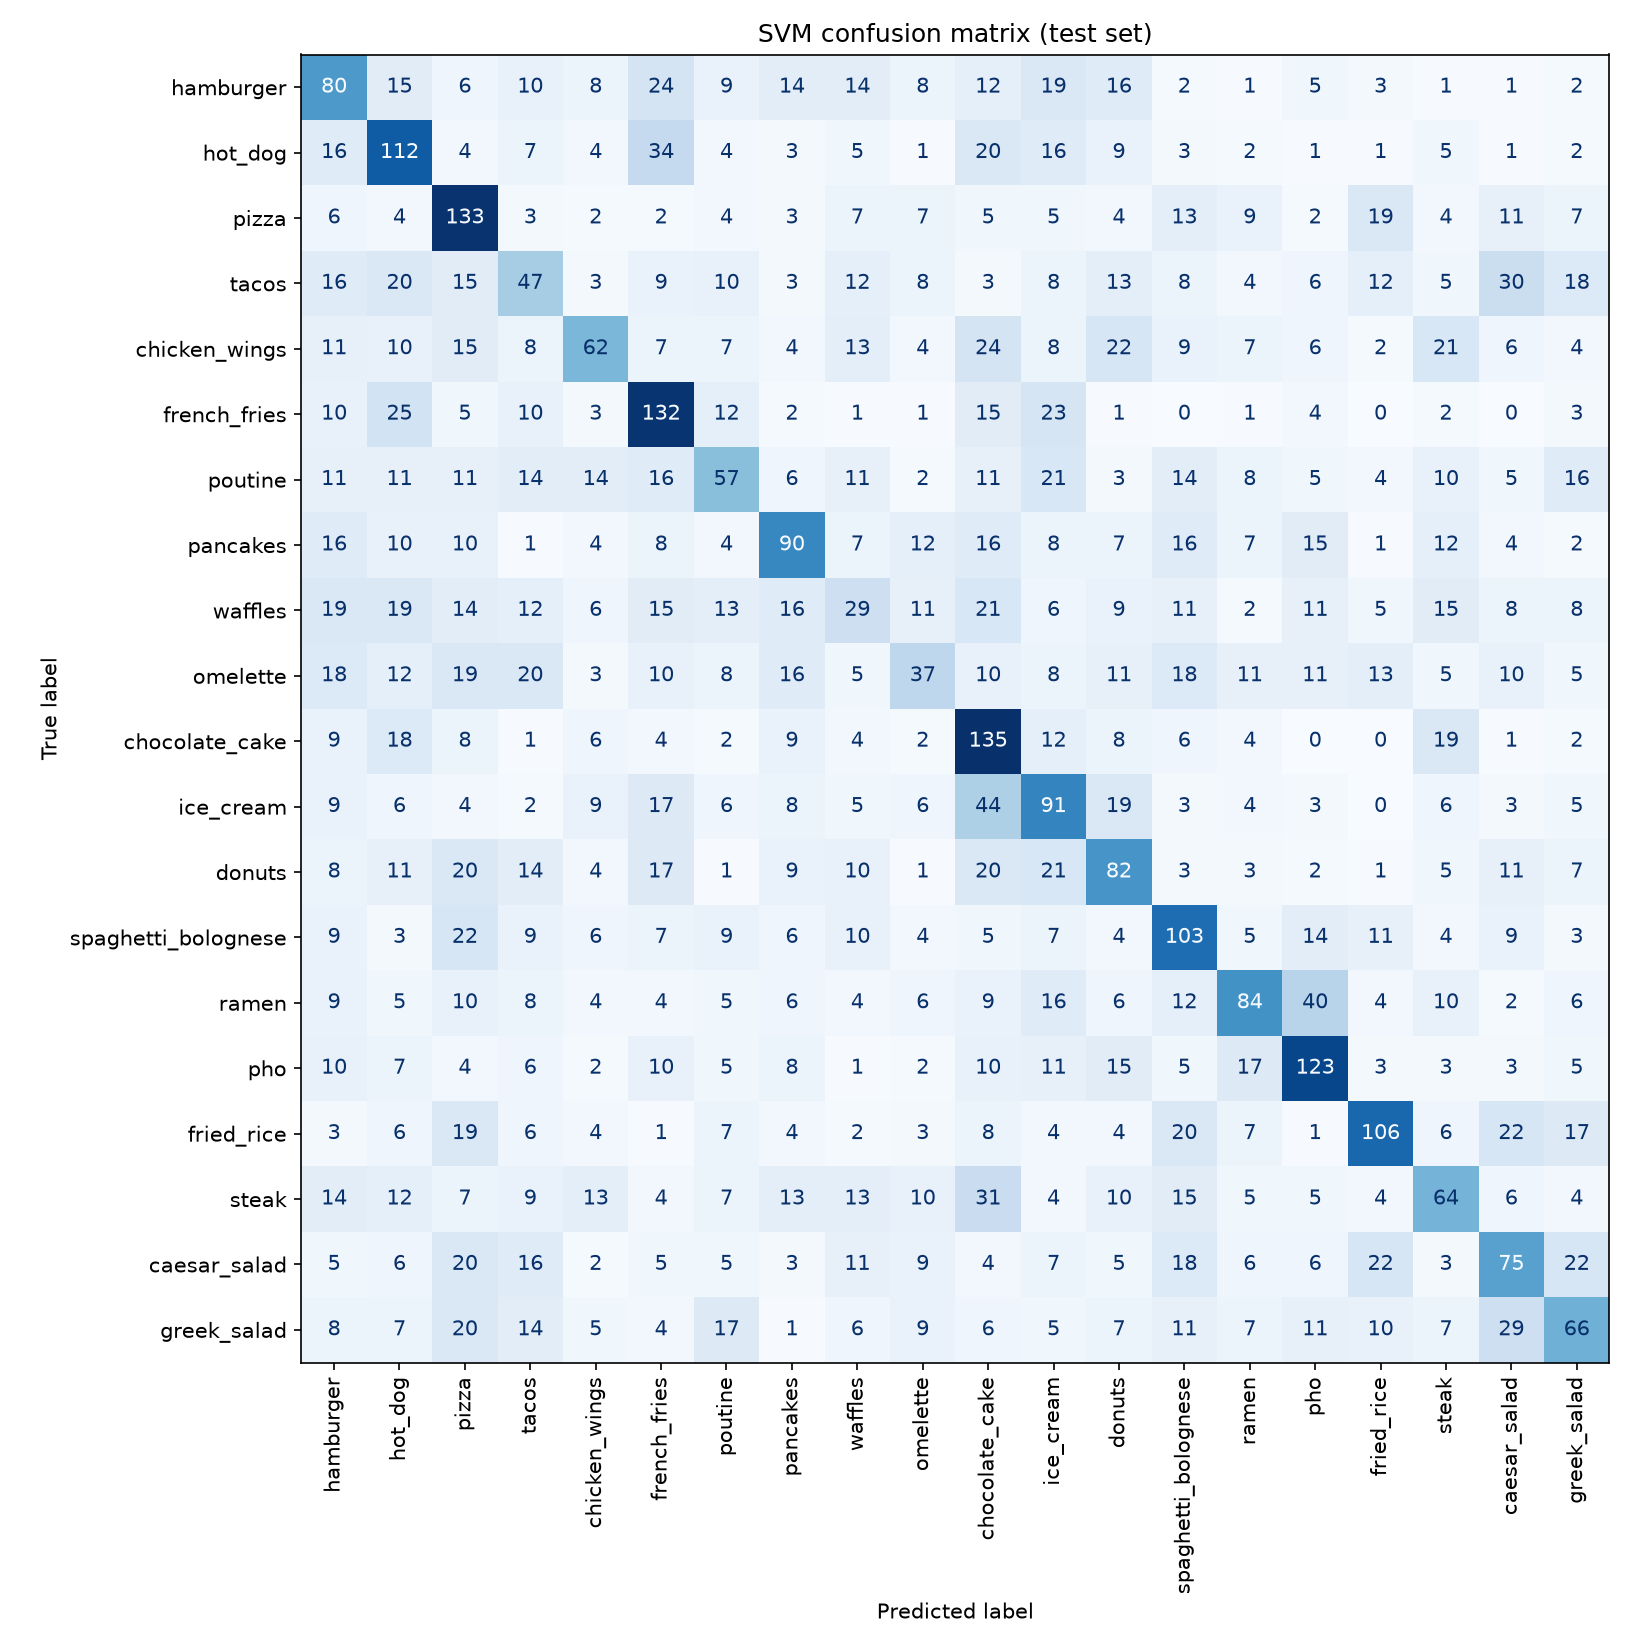 SVM confusion matrix (test set)
hamburger 80 15 6 10 8 24 9 14 14 8 12 19 16 2 1 5 3 1 1 2
hot_dog 16 112 4 7 4 34 4 3 5 1 20 16 9 3 2 1 1 5 1 2
pizza 6 4 133 3 2 2 4 3 7 7 5 5 4 13 9 2 19 4 11 7
tacos 16 20 15 47 3 9 10 3 12 8 3 8 13 8 4 6 12 5 30 18
chicken_wings 11 10 15 8 62 7 7 4 13 4 24 8 22 9 7 6 2 21 6 4
french_fries 10 25 5 10 3 132 12 2 1 1 15 23 1 0 1 4 0 2 0 3
poutine 11 11 11 14 14 16 57 6 11 2 11 21 3 14 8 5 4 10 5 16
pancakes 16 10 10 1 4 8 4 90 7 12 16 8 7 16 7 15 1 12 4 2
waffles 19 19 14 12 6 15 13 16 29 11 21 6 9 11 2 11 5 15 8 8
omelette 18 12 19 20 3 10 8 16 5 37 10 8 11 18 11 11 13 5 10 5
chocolate_cake 9 18 8 1 6 4 2 9 4 2 135 12 8 6 4 0 0 19 1 2
ice_cream 9 6 4 2 9 17 6 8 5 6 44 91 19 3 4 3 0 6 3 5
donuts 8 11 20 14 4 17 1 9 10 1 20 21 82 3 3 2 1 5 11 7
spaghetti_bolognese 9 3 22 9 6 7 9 6 10 4 5 7 4 103 5 14 11 4 9 3
ramen 9 5 10 8 4 4 5 6 4 6 9 16 6 12 84 40 4 10 2 6
pho 10 7 4 6 2 10 5 8 1 2 10 11 15 5 17 123 3 3 3 5
fried_rice 3 6 19 6 4 1 7 4 2 3 8 4 4 20 7 1 106 6 22 17
steak 14 12 7 9 13 4 7 13 13 10 31 4 10 15 5 5 4 64 6 4
caesar_salad 5 6 20 16 2 5 5 3 11 9 4 7 5 18 6 6 22 3 75 22
greek_salad 8 7 20 14 5 4 17 1 6 9 6 5 7 11 7 11 10 7 29 66
True label
hamburger hot_dog pizza tacos chicken_wings french_fries poutine pancakes waffles omelette chocolate_cake ice_cream donuts spaghetti_bolognese ramen pho fried_rice steak caesar_salad greek_salad
Predicted label